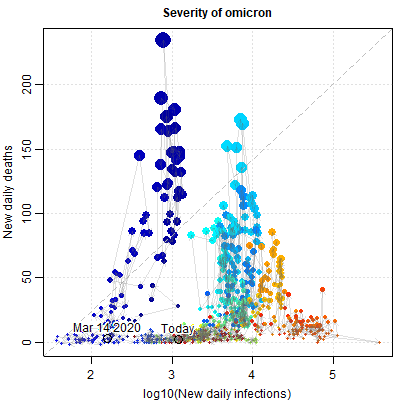 Severity of omicron
New daily deaths
200
150
100
50
0
Mar 14 2020
Today
2
3
4
5
log10(New daily infections)